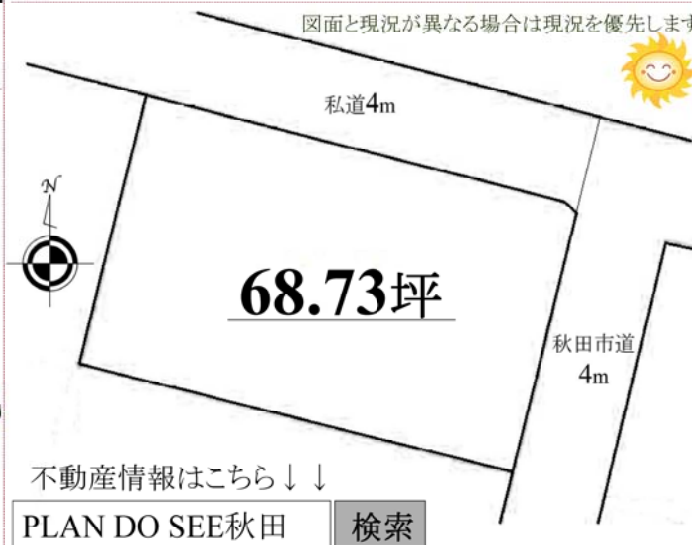 図面と現況が異なる場合は現況を優先します
私道4m
N
68.73坪
秋田市道
4m
不動産情報はこちら↓↓
PLAN DO SEE秋田
検索